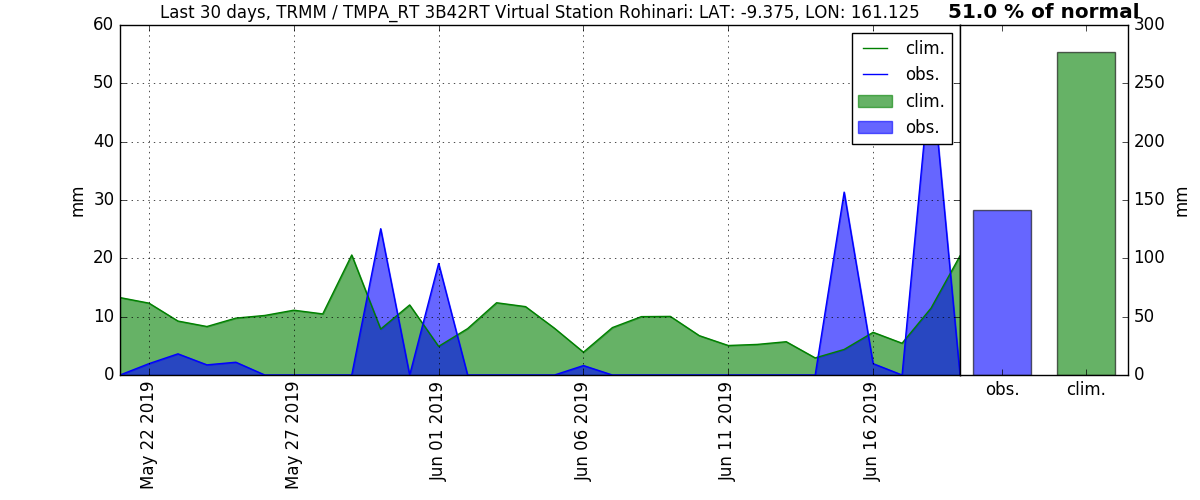 Last 30 days, TRMM / TMPA_RT 3B42RT Virtual Station Rohinari: LAT: -9.375, LON: 161.125
51.0 % of normal
60
50
40
30
20
10
0
mm
clim.
obs.
clim.
obs.
May 22 2019
May 27 2019
Jun 01 2019
Jun 06 2019
Jun 11 2019
Jun 16 2019
300
250
200
150
100
50
0
mm
obs.
clim.